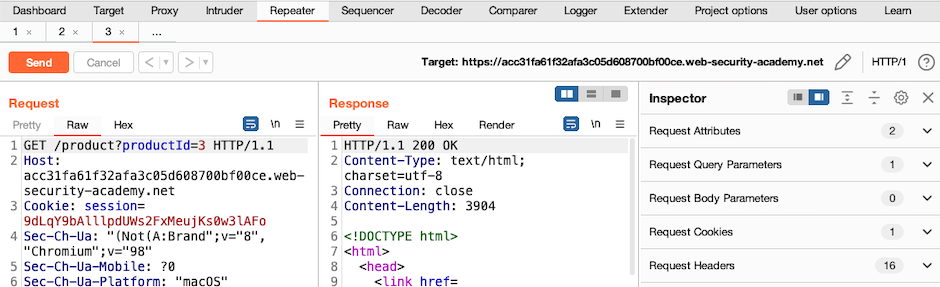 Dashboard Target Proxy Intruder Repeater Sequencer Decoder Comparer Logger Extender Project options User options Learn
1 × 2 × 3 × ...
Send Cancel < > Target: https://acc31fa61f32afa3c05d608700bf00ce.web-security-academy.net HTTP/1 ?
Request
Pretty Raw Hex \n
1 GET /product?productId=3 HTTP/1.1
2 Host:
acc31fa61f32afa3c05d608700bf00ce.web-
security-academy.net
3 Cookie: session=
9dLqY9bAlllpdUWs2FxMeujKs0w3lAFo
4 Sec-Ch-Ua: "(Not(A:Brand";v="8",
"Chromium";v="98"
5 Sec-Ch-Ua-Mobile: ?0
6 Sec-Ch-Ua-Platform: "macOS"
Response
Pretty Raw Hex Render \n
1 HTTP/1.1 200 OK
2 Content-Type: text/html;
charset=utf-8
3 Connection: close
4 Content-Length: 3904
5
6 <!DOCTYPE html>
7 <html>
8 <head>
9 <link href=
Inspector
Request Attributes 2
Request Query Parameters 1
Request Body Parameters 0
Request Cookies 1
Request Headers 16